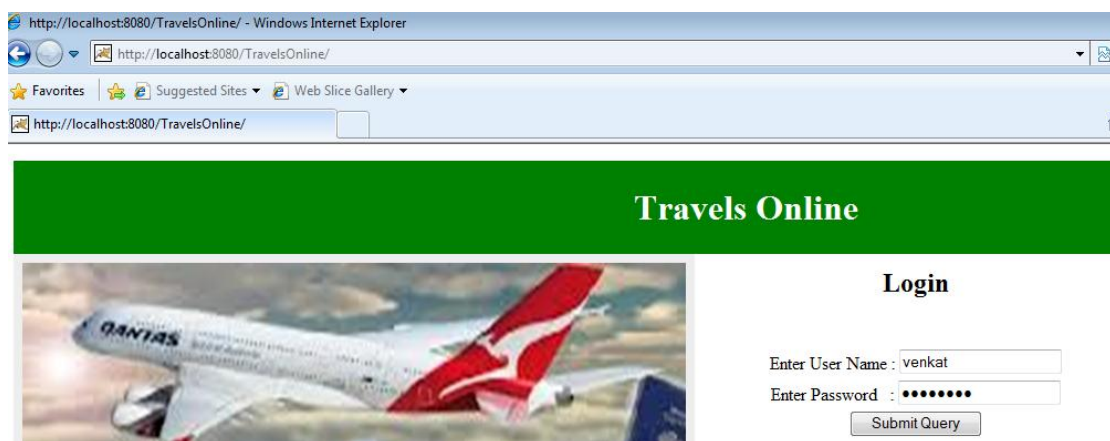 http://localhost:8080/TravelsOnline/ - Windows Internet Explorer
http://localhost:8080/TravelsOnline/
Favorites Suggested Sites Web Slice Gallery
http://localhost:8080/TravelsOnline/
Travels Online
QANTAS
Login
Enter User Name : venkat
Enter Password : ••••••••
Submit Query